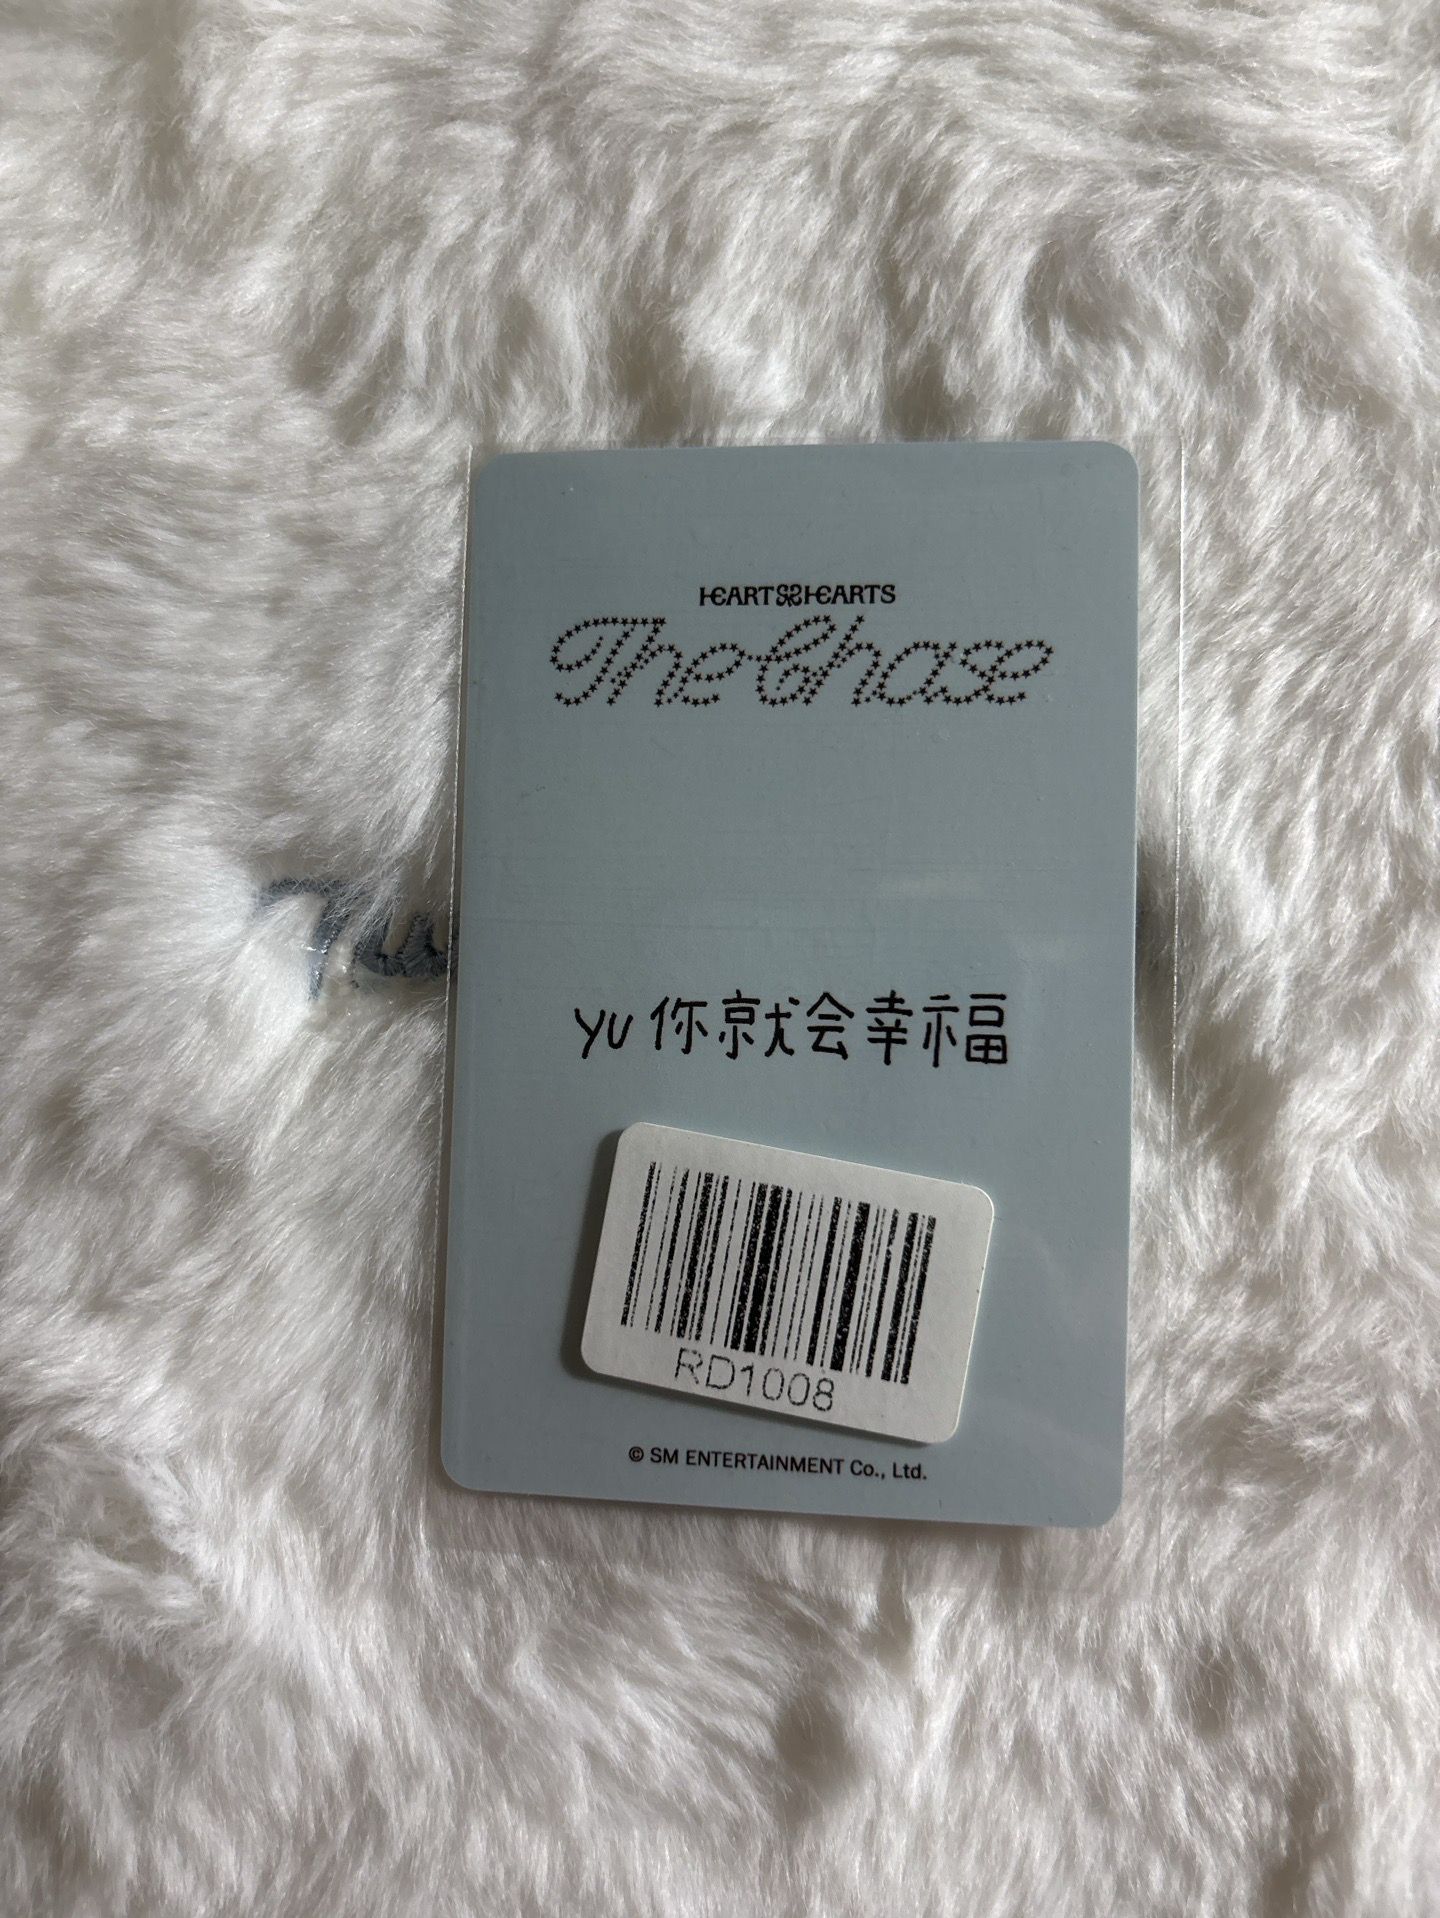 HEARTS2HEARTS
The Chase
YU 你就会幸福
RD1008
© SM ENTERTAINMENT Co., Ltd.